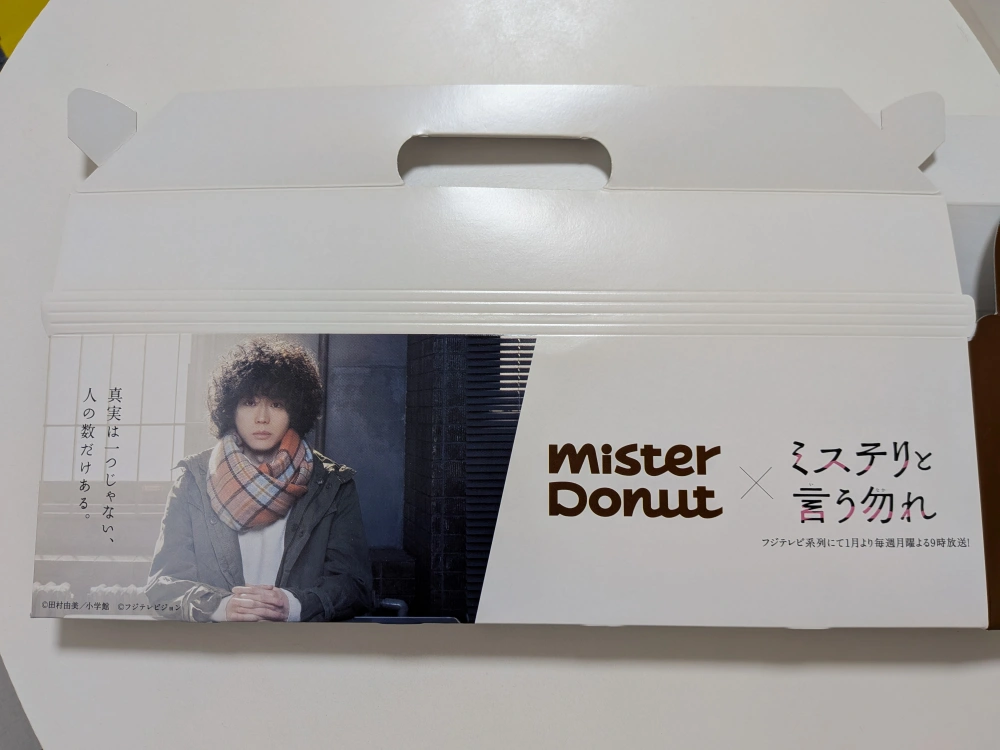 真実は一つじゃない、
人の数だけある。
©田村由美／小学館 ©フジテレビジョン
mister
Donut
×
ミステリと
言う勿れ
フジテレビ系列にて1月より毎週月曜よる9時放送!